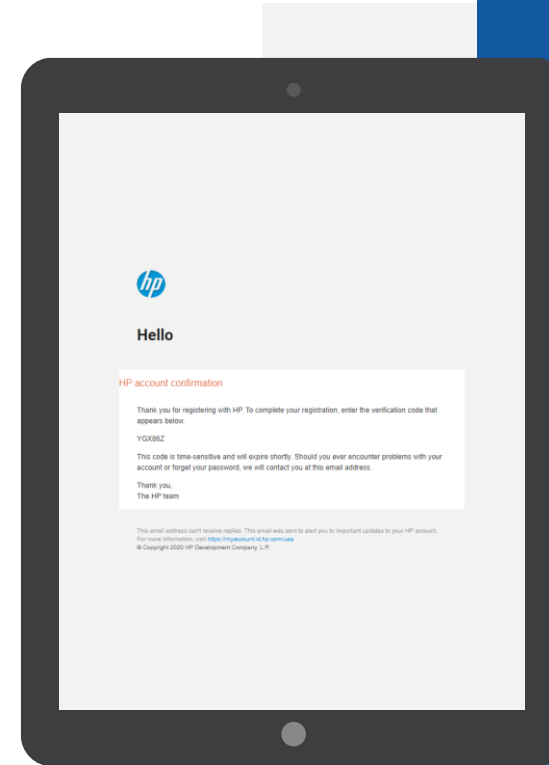 hp
Hello
HP account confirmation
Thank you for registering with HP. To complete your registration, enter the verification code that
appears below.
YGX86Z
This code is time-sensitive and will expire shortly. Should you ever encounter problems with your
account or forget your password, we will contact you at this email address.
Thank you,
The HP team
This email address can't receive replies. This email was sent to alert you to important updates to your HP account.
For more information, visit https://myaccount.id.hp.com/uaa
© Copyright 2020 HP Development Company, L.P.